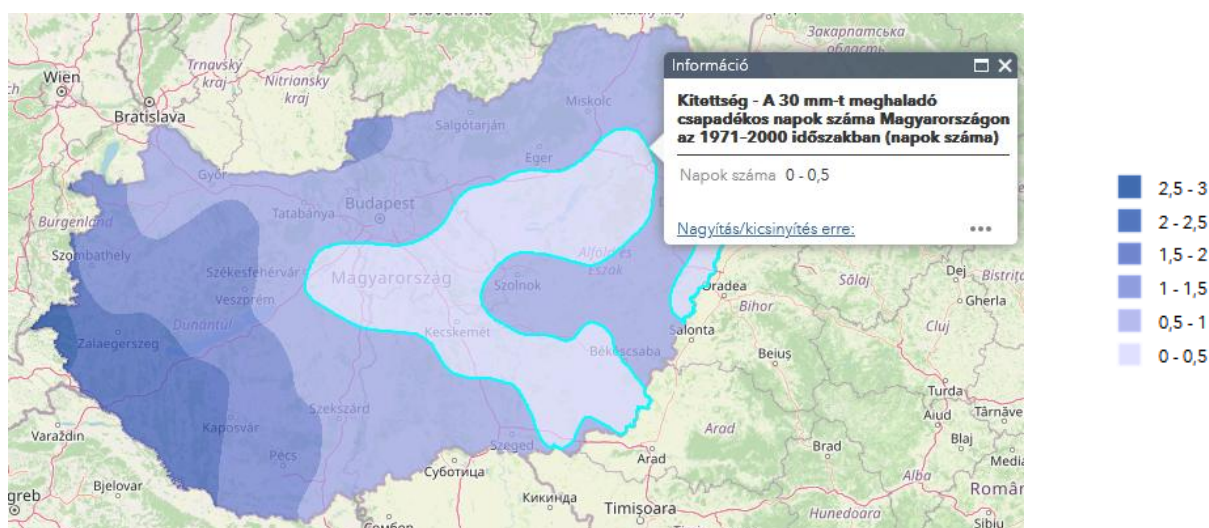 Wien
Bratislava
Trnavský
kraj
Nitriansky
kraj
Закарпатська
область
Miskolc
Salgótarján
Eger
Győr
Tatabánya
Budapest
Burgenland
Szombathely
Székesfehérvár
Veszprém
Magyarország
Alföld és
Észak
Szolnok
Dunántúl
Zalaegerszeg
Kecskemét
Békéscsaba
Szekszárd
Kaposvár
Pécs
Szeged
Varaždin
Bjelovar
greb
Суботица
Кикинда
Сомбор
Timișoara
Arad
Arad
Oradea
Salonta
Bihor
Beiuș
Sălaj
Dej
Bistrița
Gherla
Cluj
Turda
Aiud
Târnăve
Blaj
Media
Brad
Alba
Român
Hunedoara
Sibiu
Információ
Kitettség - A 30 mm-t meghaladó
csapadékos napok száma Magyarországon
az 1971–2000 időszakban (napok száma)
Napok száma 0 - 0,5
Nagyítás/kicsinyítés erre:
2,5 - 3
2 - 2,5
1,5 - 2
1 - 1,5
0,5 - 1
0 - 0,5